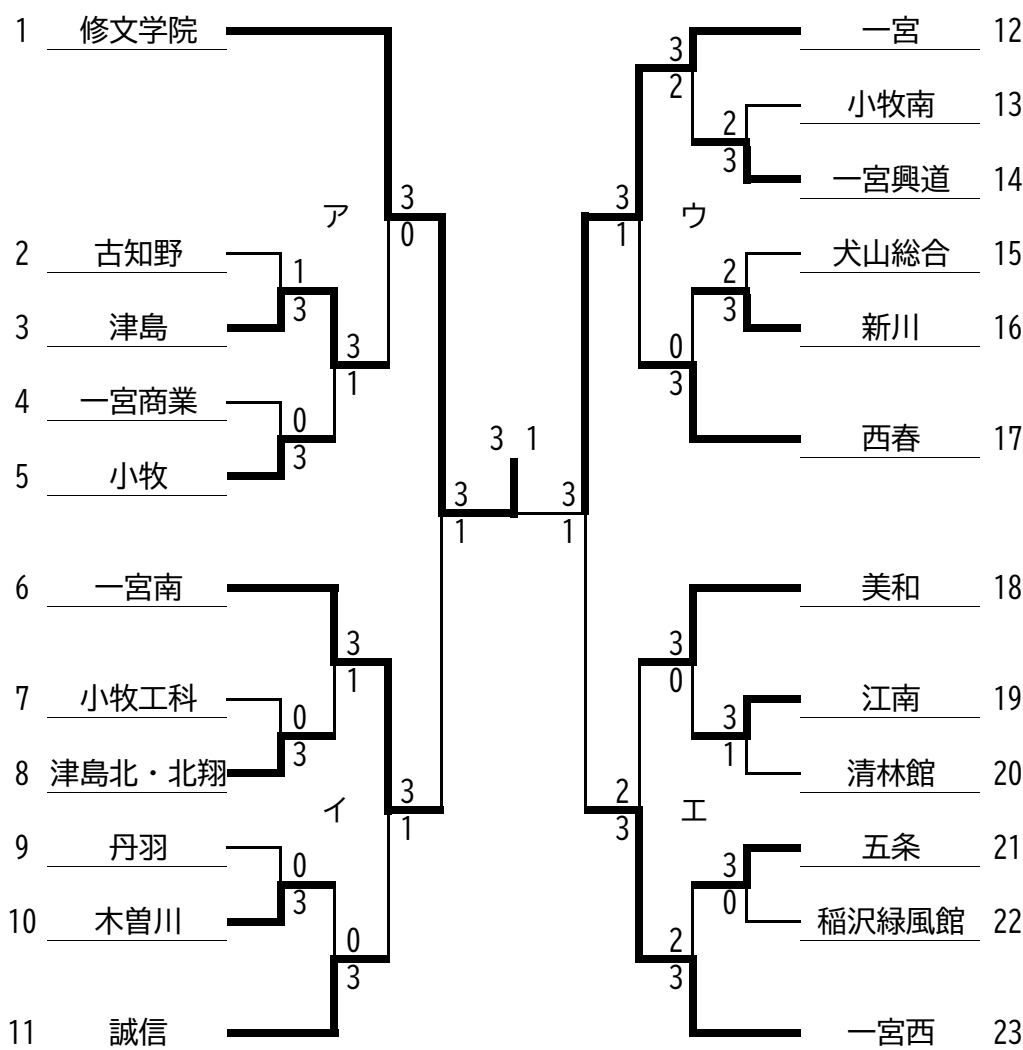 1 修文学院
2 古知野
3 津島
4 一宮商業
5 小牧
6 一宮南
7 小牧工科
8 津島北・北翔
9 丹羽
10 木曽川
11 誠信
1
3
0
3
3
1
3
0
ア
3
1
0
3
0
3
3
1
0
3
3
1
イ
3
1
3 1
3
1
3
1
ウ
3
2
2
3
2
3
0
3
2
3
エ
3
0
3
1
3
0
2
3
一宮 12
小牧南 13
一宮興道 14
犬山総合 15
新川 16
西春 17
美和 18
江南 19
清林館 20
五条 21
稲沢緑風館 22
一宮西 23